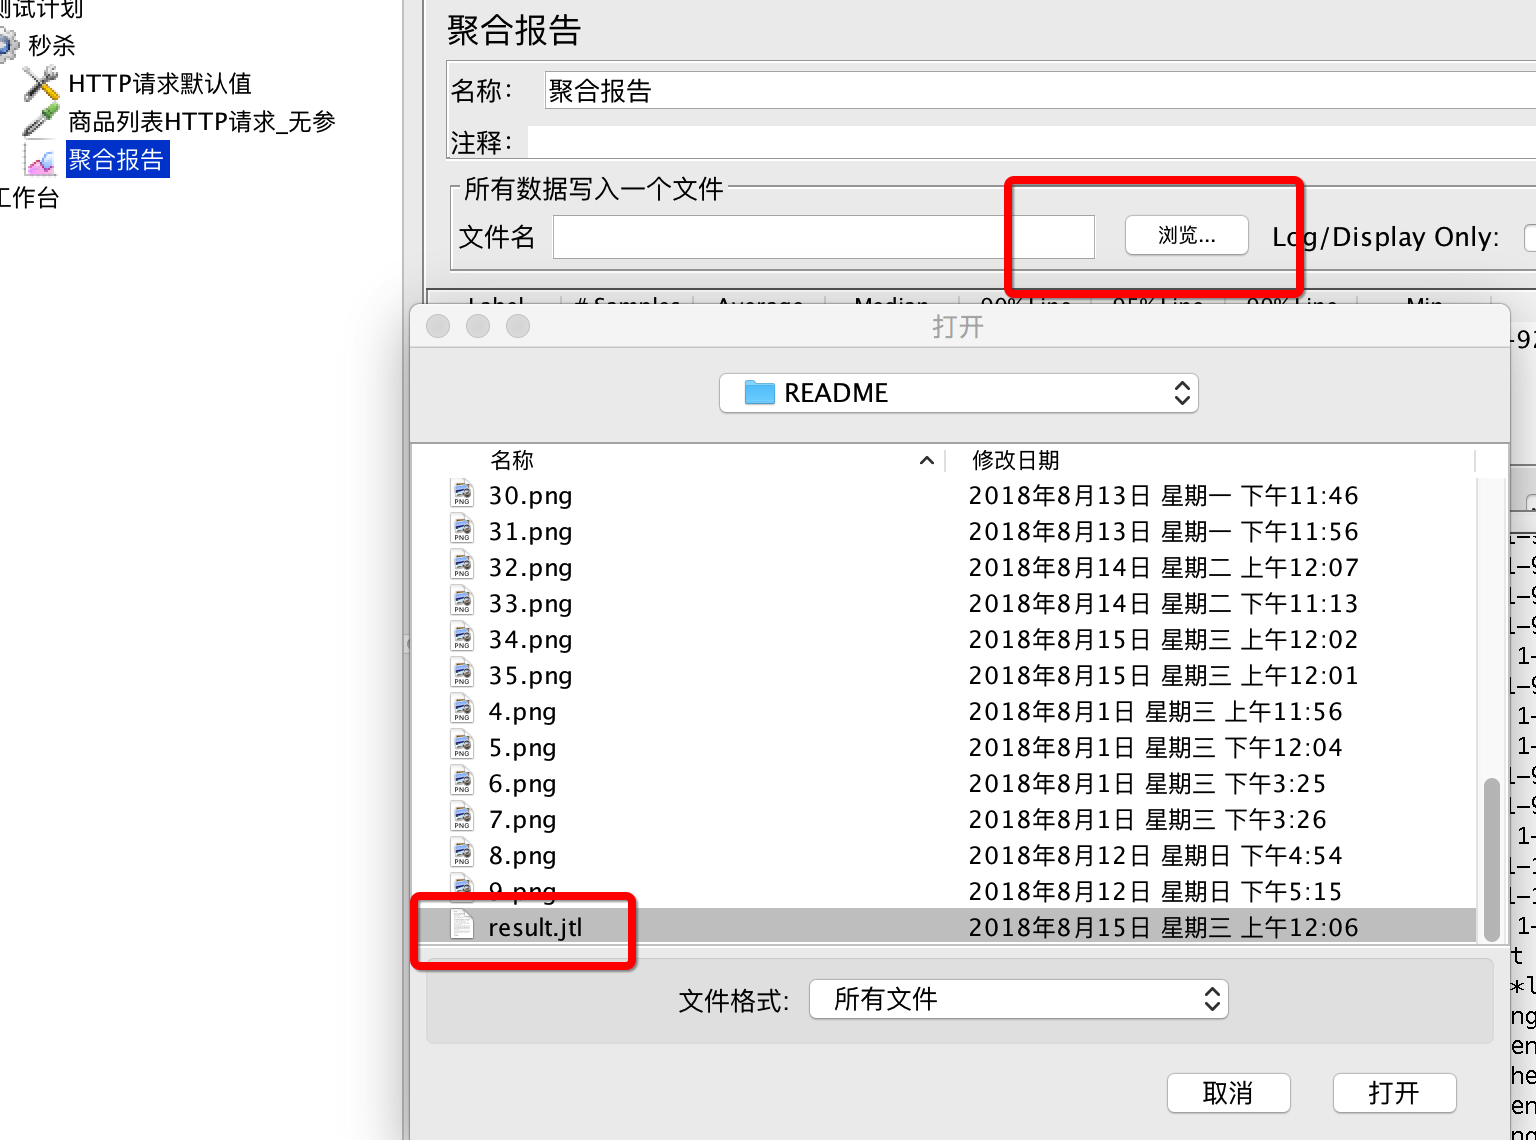 测试计划
秒杀
HTTP请求默认值
商品列表HTTP请求_无参
聚合报告
工作台
聚合报告
名称：
聚合报告
注释：
所有数据写入一个文件
文件名
浏览...
Log/Display Only:
Label
# Samples
Average
Median
90% Line
95% Line
99% Line
Min
打开
README
名称
修改日期
30.png 2018年8月13日 星期一 下午11:46
31.png 2018年8月13日 星期一 下午11:56
32.png 2018年8月14日 星期二 上午12:07
33.png 2018年8月14日 星期二 下午11:13
34.png 2018年8月15日 星期三 上午12:02
35.png 2018年8月15日 星期三 上午12:01
4.png 2018年8月1日 星期三 上午11:56
5.png 2018年8月1日 星期三 下午12:04
6.png 2018年8月1日 星期三 下午3:25
7.png 2018年8月1日 星期三 下午3:26
8.png 2018年8月12日 星期日 下午4:54
9.png 2018年8月12日 星期日 下午5:15
result.jtl 2018年8月15日 星期三 上午12:06
文件格式:
所有文件
取消
打开